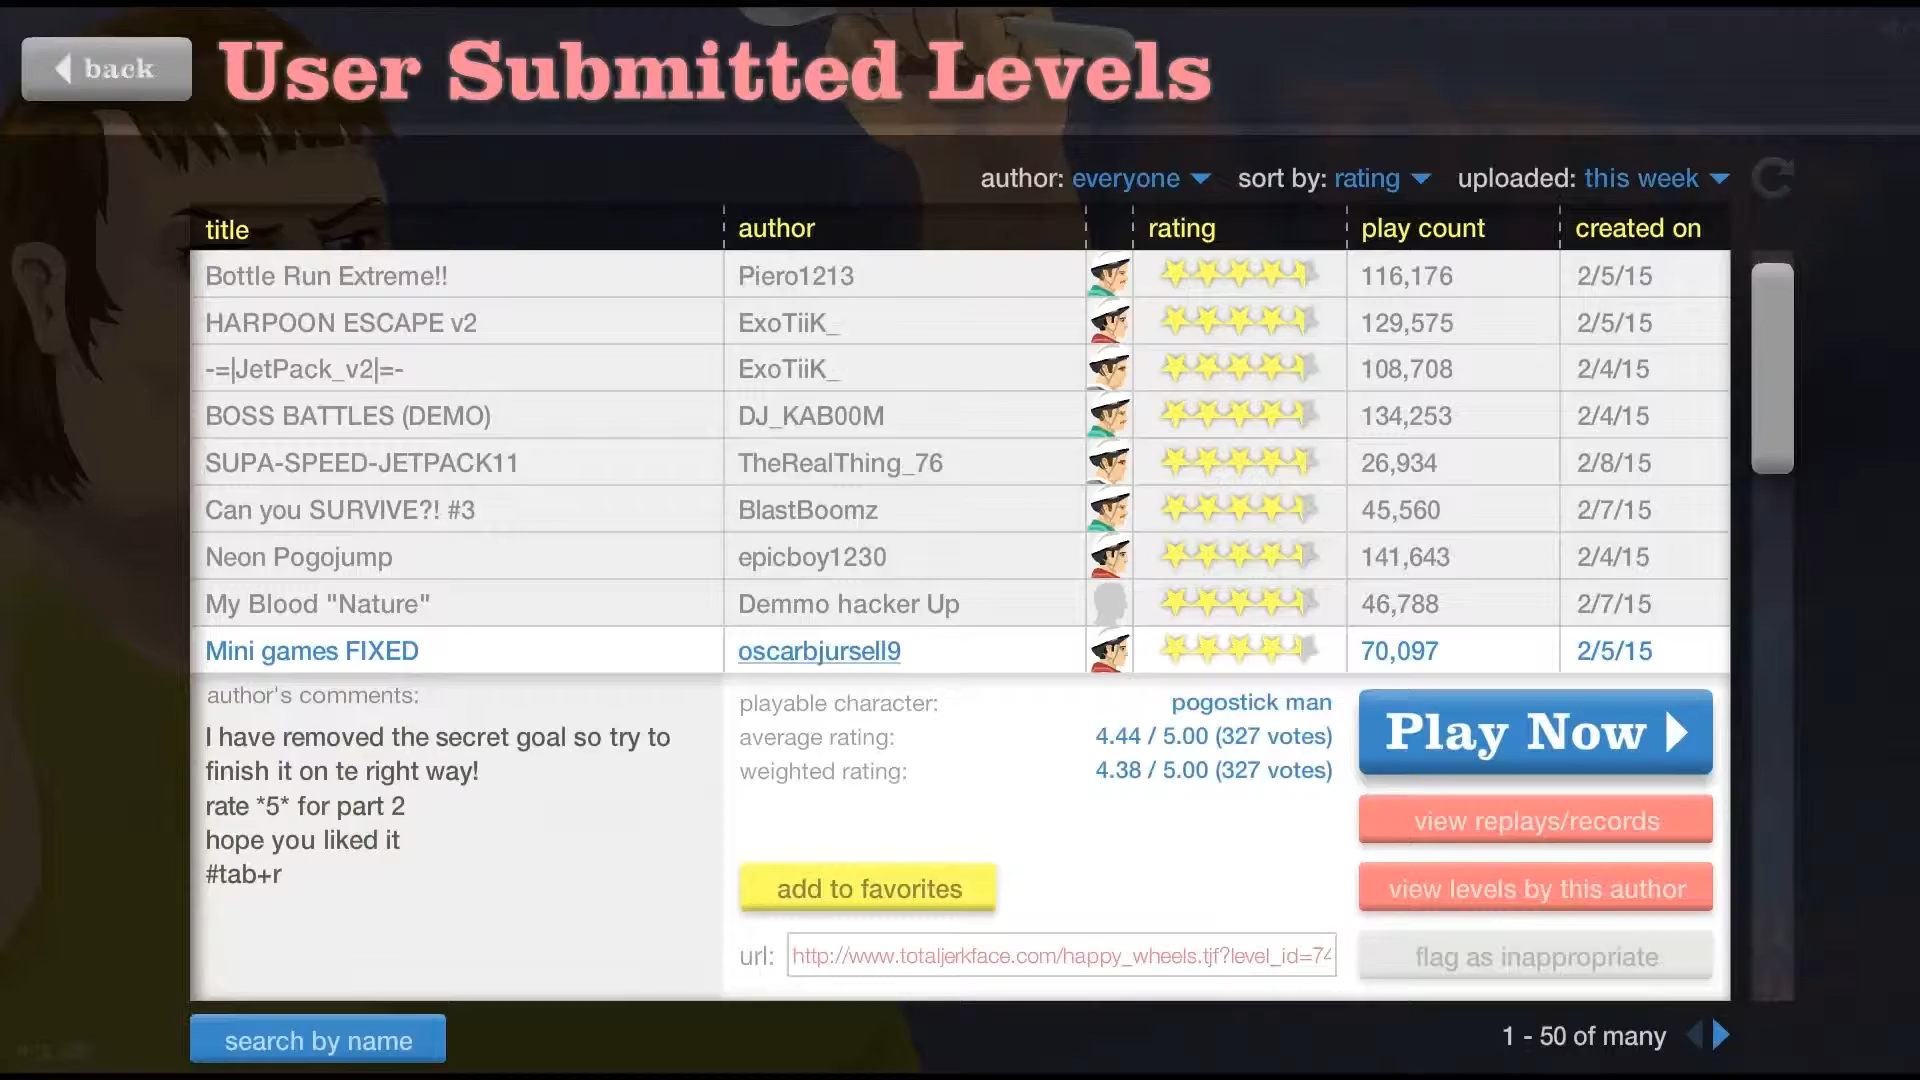 back
User Submitted Levels
author: everyone sort by: rating uploaded: this week
title author rating play count created on
Bottle Run Extreme!! Piero1213 116,176 2/5/15
HARPOON ESCAPE v2 ExoTiiK_ 129,575 2/5/15
-=|JetPack_v2|=- ExoTiiK_ 108,708 2/4/15
BOSS BATTLES (DEMO) DJ_KAB00M 134,253 2/4/15
SUPA-SPEED-JETPACK11 TheRealThing_76 26,934 2/8/15
Can you SURVIVE?! #3 BlastBoomz 45,560 2/7/15
Neon Pogojump epicboy1230 141,643 2/4/15
My Blood "Nature" Demmo hacker Up 46,788 2/7/15
Mini games FIXED oscarbjursell9 70,097 2/5/15
author's comments:
I have removed the secret goal so try to
finish it on te right way!
rate *5* for part 2
hope you liked it
#tab+r
playable character: pogostick man
average rating: 4.44 / 5.00 (327 votes)
weighted rating: 4.38 / 5.00 (327 votes)
add to favorites
url: http://www.totaljerkface.com/happy_wheels.tjf?level_id=74
Play Now
view replays/records
view levels by this author
flag as inappropriate
search by name
1 - 50 of many